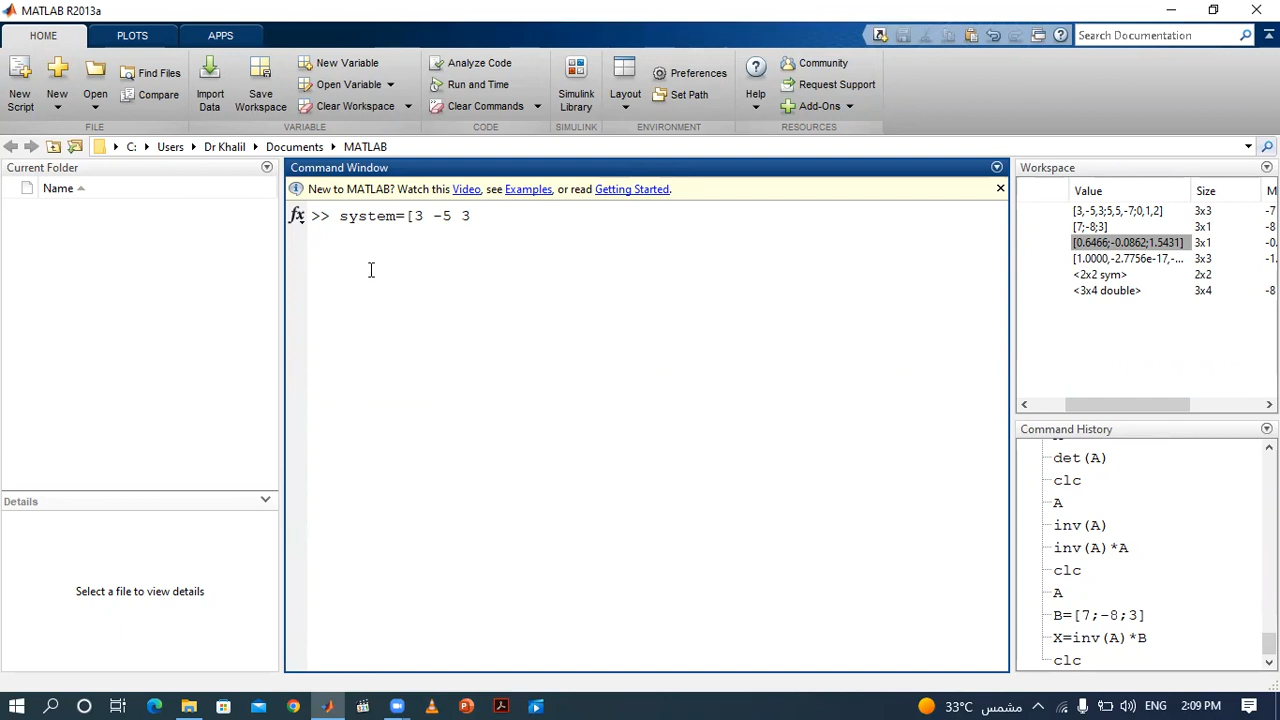 MATLAB R2013a
HOME PLOTS APPS
Search Documentation
New Script
New
Open
Find Files
Compare
Import Data
Save Workspace
New Variable
Open Variable
Clear Workspace
Analyze Code
Run and Time
Clear Commands
Simulink Library
Layout
Preferences
Set Path
Help
Community
Request Support
Add-Ons
FILE VARIABLE CODE SIMULINK ENVIRONMENT RESOURCES
C: Users Dr Khalil Documents MATLAB
Current Folder
Name
Details
Select a file to view details
Command Window
New to MATLAB? Watch this Video, see Examples, or read Getting Started.
fx >> system=[3 -5 3
Workspace
Value Size M
[3,-5,3;5,5,-7;0,1,2] 3x3 -7
[7;-8;3] 3x1 -8
[0.6466;-0.0862;1.5431] 3x1 -0.
[1.0000,-2.7756e-17,-... 3x3 -1.
<2x2 sym> 2x2
<3x4 double> 3x4 -8
Command History
det(A)
clc
A
inv(A)
inv(A)*A
clc
A
B=[7;-8;3]
X=inv(A)*B
clc
33°C مشمس ENG 2:09 PM